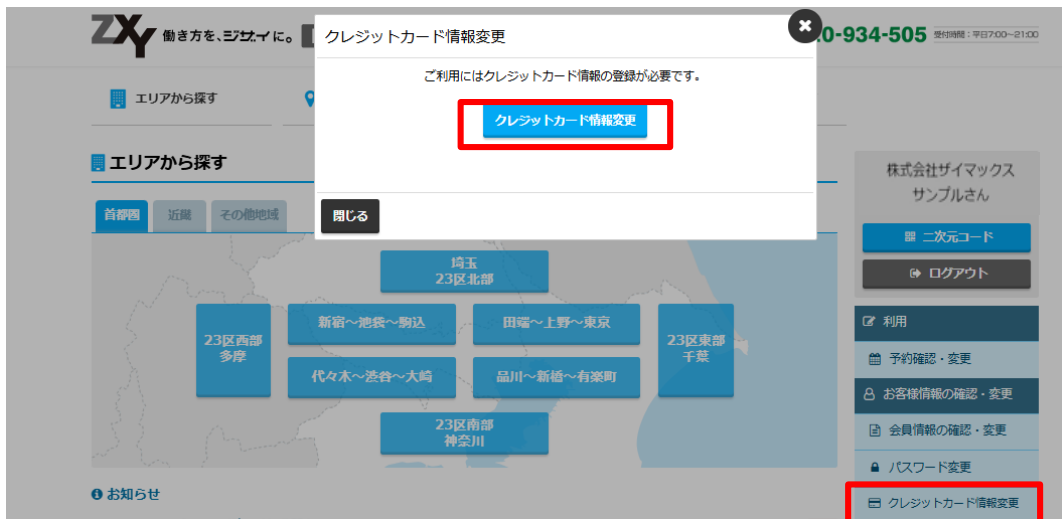 ZXY 働き方を、ジザイに。
0-934-505 受付時間：平日7:00~21:00
クレジットカード情報変更
ご利用にはクレジットカード情報の登録が必要です。
クレジットカード情報変更
閉じる
エリアから探す
エリアから探す
首都圏 近畿 その他地域
埼玉
23区北部
23区西部
多摩
新宿～池袋～駒込
田端～上野～東京
代々木～渋谷～大崎
品川～新橋～有楽町
23区東部
千葉
23区南部
神奈川
お知らせ
株式会社ザイマックス
サンプルさん
二次元コード
ログアウト
利用
予約確認・変更
お客様情報の確認・変更
会員情報の確認・変更
パスワード変更
クレジットカード情報変更